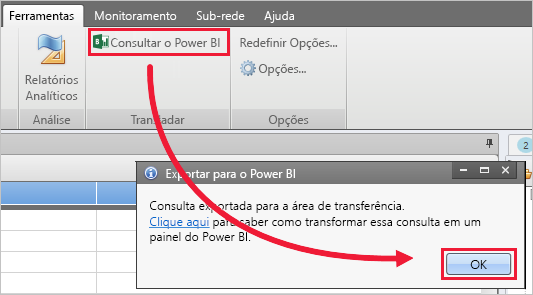 Ferramentas Monitoramento Sub-rede Ajuda
Consultar o Power BI
Redefinir Opções...
Relatórios
Analíticos
Opções...
Análise
Opções
2
Exportar para o Power BI
Consulta exportada para a área de transferência.
Clique aqui para saber como transformar essa consulta em um
painel do Power BI.
OK